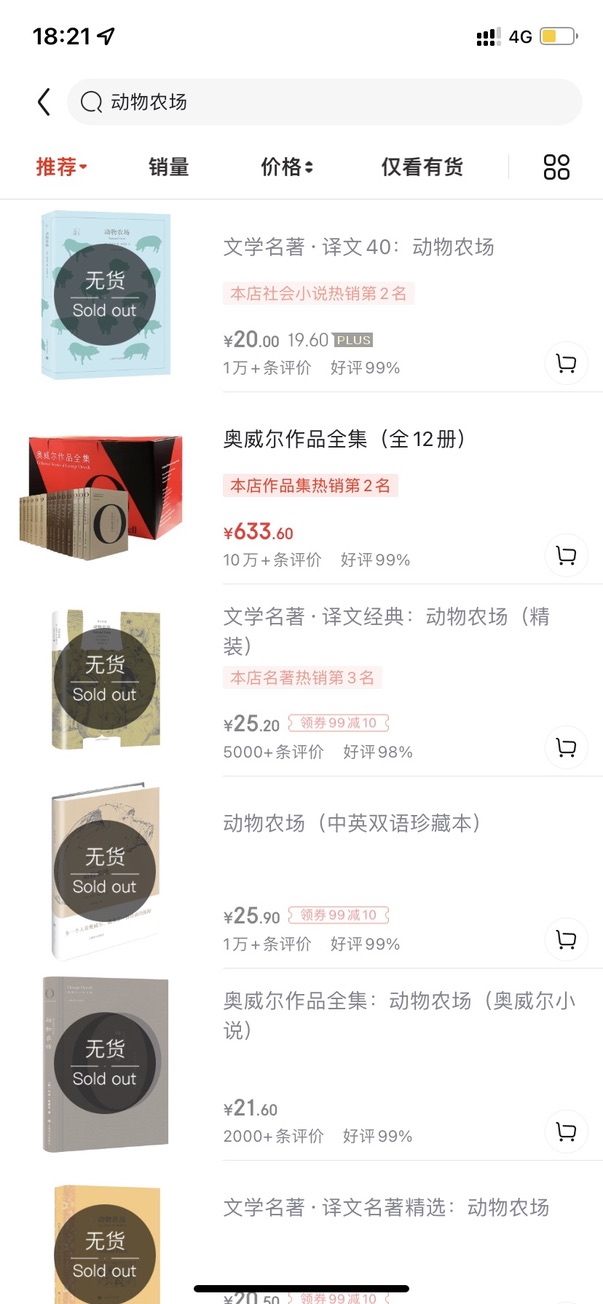 18:21
4G
动物农场
推荐
销量
价格
仅看有货
动物农场
无货
Sold out
文学名著·译文40：动物农场
本店社会小说热销第2名
¥20.00 19.60 PLUS
1万+条评价 好评99%
奥威尔作品全集
奥威尔作品全集（全12册）
本店作品集热销第2名
¥633.60
10万+条评价 好评99%
无货
Sold out
文学名著·译文经典：动物农场（精
装）
本店名著热销第3名
¥25.20 领券99减10
5000+条评价 好评98%
无货
Sold out
动物农场（中英双语珍藏本）
¥25.90 领券99减10
1万+条评价 好评99%
无货
Sold out
奥威尔作品全集：动物农场（奥威尔小
说）
¥21.60
2000+条评价 好评99%
无货
Sold out
文学名著·译文名著精选：动物农场
¥20.50 领券99减10